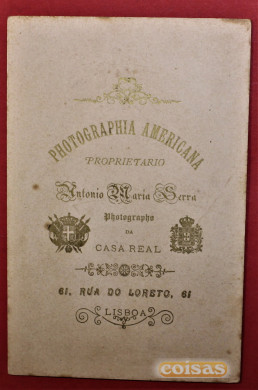 PHOTOGRAPHIA AMERICANA
PROPRIETARIO
Antonio Maria Serra
Photographo
DA
CASA REAL
61, RUA DO LORETO, 61
LISBOA
coisas